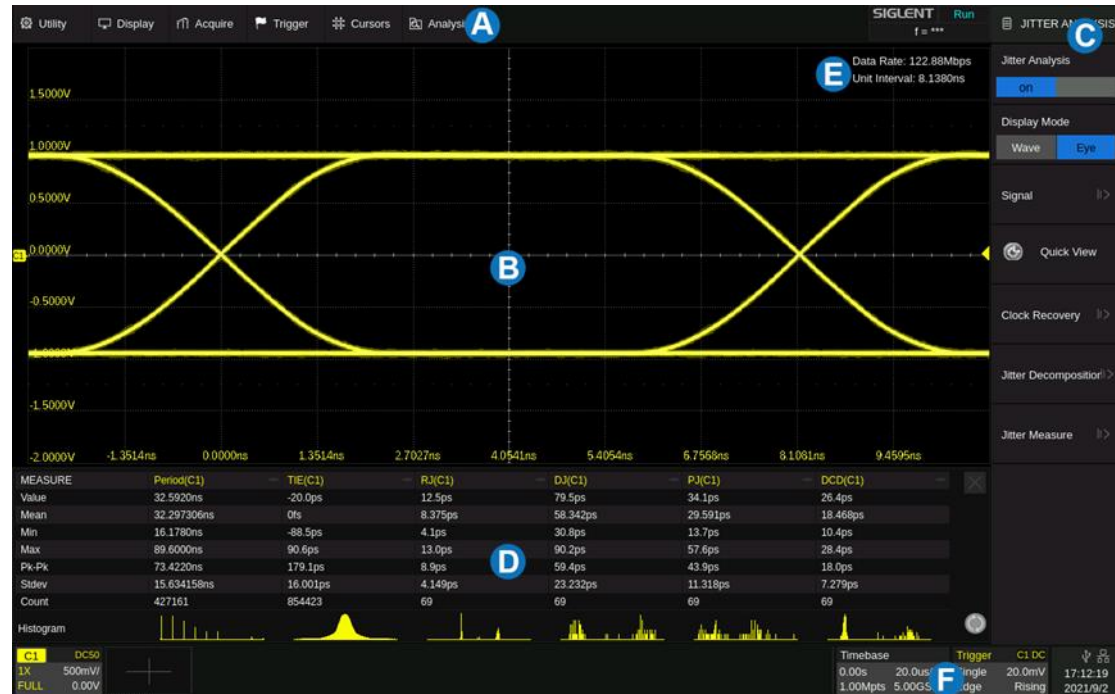 Utility Display Acquire Trigger Cursors Analysis A
SIGLENT Run
f = ***
JITTER ANALYSIS C
E Data Rate: 122.88Mbps
Unit Interval: 8.1380ns
Jitter Analysis
on
Display Mode
Wave Eye
Signal
Quick View
Clock Recovery
Jitter Decomposition
Jitter Measure
1.5000V
1.0000V
0.5000V
C1 0.0000V
B
-0.5000V
-1.0000V
-1.5000V
-2.0000V -1.3514ns 0.0000ns 1.3514ns 2.7027ns 4.0541ns 5.4054ns 6.7568ns 8.1081ns 9.4595ns
MEASURE Period(C1) TIE(C1) RJ(C1) DJ(C1) PJ(C1) DCD(C1)
Value 32.5920ns -20.0ps 12.5ps 79.5ps 34.1ps 26.4ps
Mean 32.297306ns 0fs 8.375ps 58.342ps 29.591ps 18.468ps
Min 16.1780ns -88.5ps 4.1ps 30.8ps 13.7ps 10.4ps
Max 89.6000ns 90.6ps 13.0ps 90.2ps 57.6ps 28.4ps
D
Pk-Pk 73.4220ns 179.1ps 8.9ps 59.4ps 43.9ps 18.0ps
Stdev 15.634158ns 16.001ps 4.149ps 23.232ps 11.318ps 7.279ps
Count 427161 854423 69 69 69 69
Histogram
C1 DC50
1X 500mV/
FULL 0.00V
Timebase
0.00s 20.0us/
1.00Mpts 5.00GS
F
Trigger C1 DC
Single 20.0mV
Edge Rising
17:12:19
2021/9/2